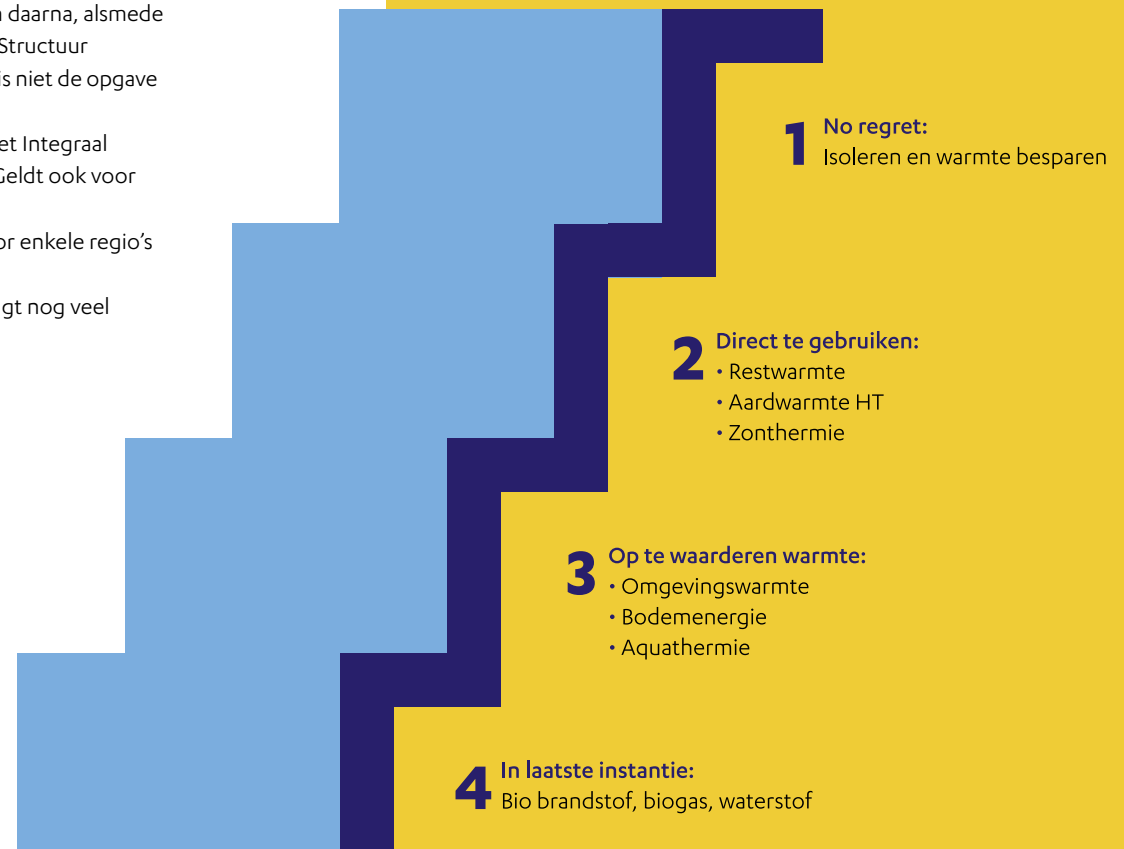 daarna, alsmede
Structuur
is niet de opgave
et Integraal
Geldt ook voor
or enkele regio's
gt nog veel
1 No regret:
Isoleren en warmte besparen
2 Direct te gebruiken:
• Restwarmte
• Aardwarmte HT
• Zonthermie
3 Op te waarderen warmte:
• Omgevingswarmte
• Bodemenergie
• Aquathermie
4 In laatste instantie:
Bio brandstof, biogas, waterstof